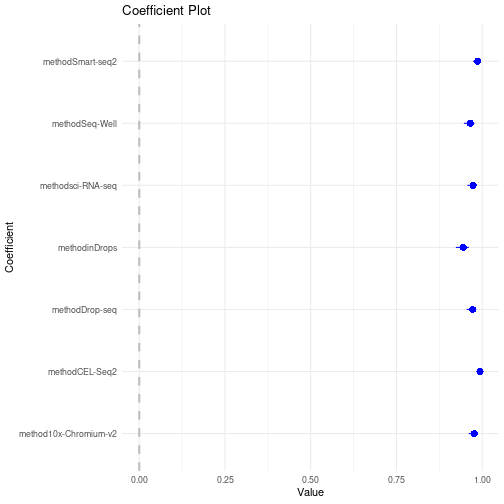 Coefficient Plot
Coefficient
methodSmart-seq2
methodSeq-Well
methodsci-RNA-seq
methodinDrops
methodDrop-seq
methodCEL-Seq2
method10x-Chromium-v2
0.00 0.25 0.50 0.75 1.00
Value